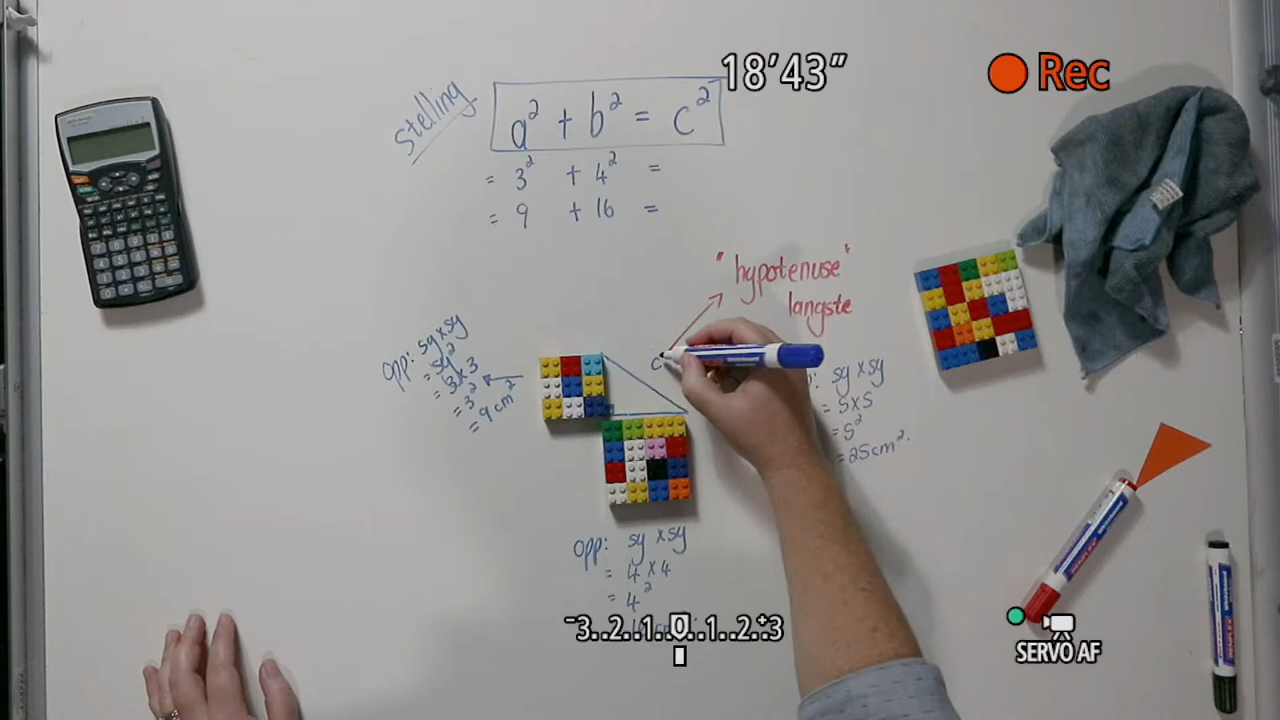 18'43"
Rec
stelling
a² + b² = c²
= 3² + 4² =
= 9 + 16 =
"hypotenuse"
langste
opp: sy x sy
= sy²
= 3 x 3
= 3²
= 9 cm²
c
sy x sy
= 5 x 5
= 5²
= 25 cm².
opp: sy x sy
= 4 x 4
= 4²
-3..2..1..0..1..2.+3
SERVO AF